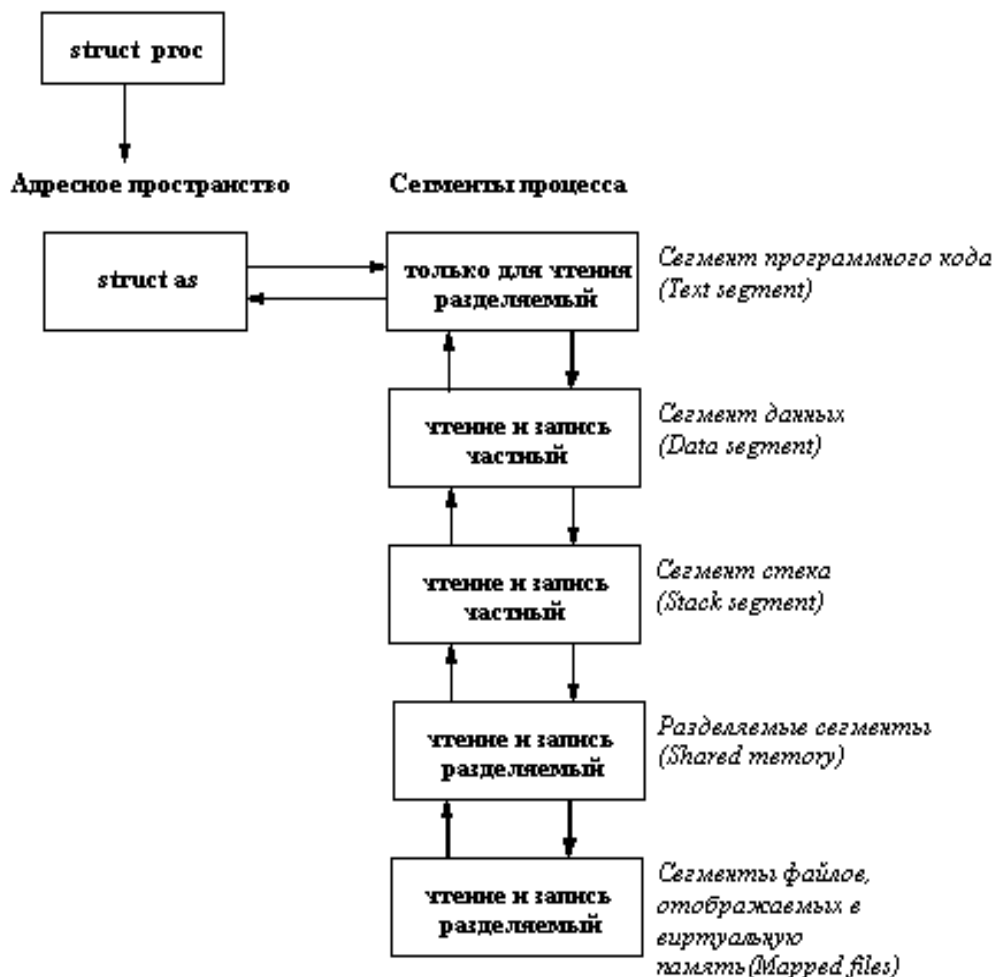 struct proc
Адресное пространство
Сегменты процесса
struct as
только для чтения
разделяемый
Сегмент программного кода
(Text segment)
чтение и запись
частный
Сегмент данных
(Data segment)
чтение и запись
частный
Сегмент стека
(Stack segment)
чтение и запись
разделяемый
Разделяемые сегменты
(Shared memory)
чтение и запись
разделяемый
Сегменты файлов,
отображаемых в
виртуальную
память(Mapped files)